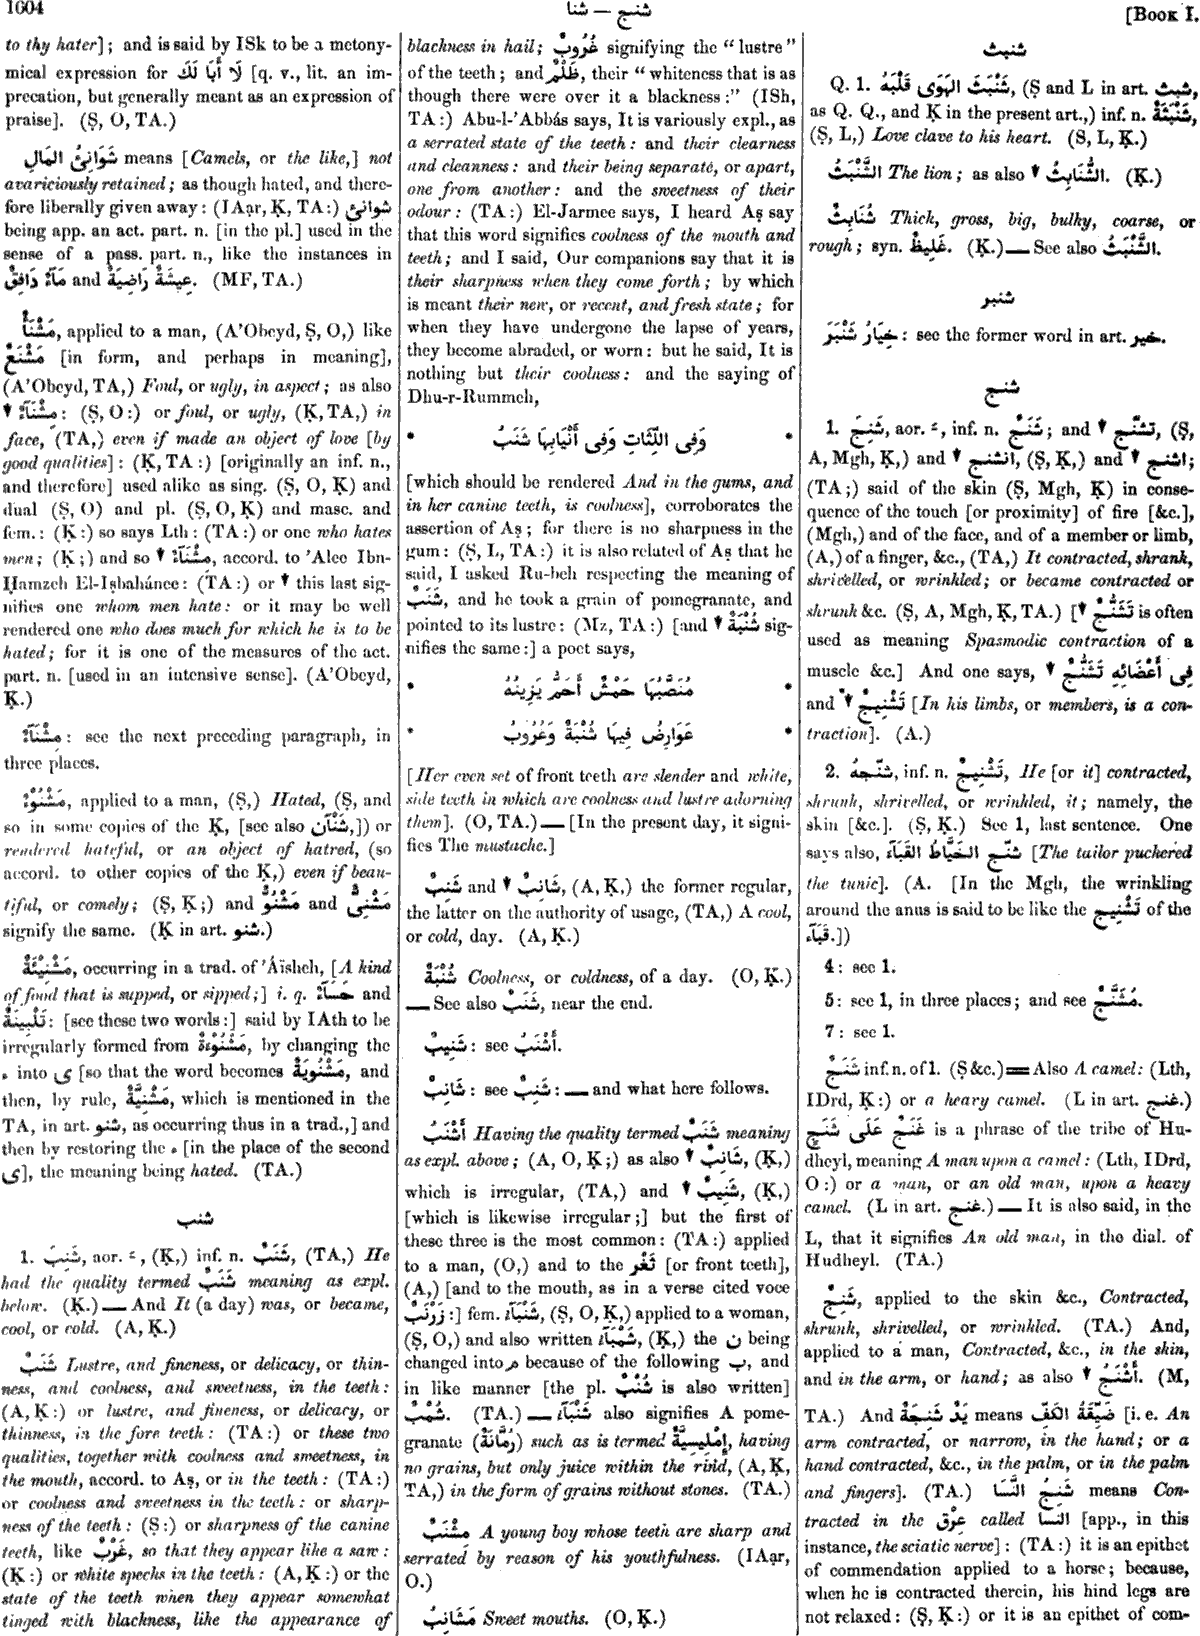 1604
شنج — شنا
[BOOK I.
to thy hater]; and is said by ISk to be a metony-
mical expression for لَا أَبَا لَكَ [q. v., lit. an im-
precation, but generally meant as an expression of
praise]. (Ṣ, O, TA.)
شَوَانِئُ المَالِ means [Camels, or the like,] not
avariciously retained; as though hated, and there-
fore liberally given away: (IAạr, Ḳ, TA:) شوانئ
being app. an act. part. n. [in the pl.] used in the
sense of a pass. part. n., like the instances in
مَآءٌ دَافِقٌ and عِيشَةٌ رَاضِيَةٌ. (MF, TA.)
مَشْنَأٌ, applied to a man, (A'Obeyd, Ṣ, O,) like
مَشْنَعٌ [in form, and perhaps in meaning],
(A'Obeyd, TA,) Foul, or ugly, in aspect; as also
▼ مِشْنَآءٌ: (Ṣ, O:) or foul, or ugly, (Ḳ, TA,) in
face, (TA,) even if made an object of love [by
good qualities]: (Ḳ, TA:) [originally an inf. n.,
and therefore] used alike as sing. (Ṣ, O, Ḳ) and
dual (Ṣ, O) and pl. (Ṣ, O, Ḳ) and masc. and
fem.: (Ḳ:) so says Lth: (TA:) or one who hates
men; (Ḳ;) and so ▼ مِشْنَآءٌ, accord. to 'Alee Ibn-
Ḥamzeh El-Iṣbahánee: (TA:) or ▼ this last sig-
nifies one whom men hate: or it may be well
rendered one who does much for which he is to be
hated; for it is one of the measures of the act.
part. n. [used in an intensive sense]. (A'Obeyd,
Ḳ.)
مِشْنَآءٌ: see the next preceding paragraph, in
three places.
مَشْنُوْءٌ, applied to a man, (Ṣ,) Hated, (Ṣ, and
so in some copies of the Ḳ, [see also شَنْآن,]) or
rendered hateful, or an object of hatred, (so
accord. to other copies of the Ḳ,) even if beau-
tiful, or comely; (Ṣ, Ḳ;) and مَشْنُوٌّ and مَشْنِىٌّ
signify the same. (Ḳ in art. شنو.)
مَشْنِيْئَةٌ, occurring in a trad. of 'Áïsheh, [A kind
of food that is supped, or sipped;] i. q. حَسَآءٌ and
تَلْبِينَةٌ: [see these two words:] said by IAth to be
irregularly formed from مَشْنُوْءَةٌ, by changing the
ء into ى [so that the word becomes مَشْنُويَةٌ, and
then, by rule, مَشْنِيَّةٌ, which is mentioned in the
TA, in art. شنو, as occurring thus in a trad.,] and
then by restoring the ء [in the place of the second
ى], the meaning being hated. (TA.)
شنب
1. شَنِبَ, aor. ـَ, (Ḳ,) inf. n. شَنَبٌ, (TA,) He
had the quality termed شَنَبٌ meaning as expl.
below. (Ḳ.) — And It (a day) was, or became,
cool, or cold. (A, Ḳ.)
شَنَبٌ Lustre, and fineness, or delicacy, or thin-
ness, and coolness, and sweetness, in the teeth:
(A, Ḳ:) or lustre, and fineness, or delicacy, or
thinness, in the fore teeth: (TA:) or these two
qualities, together with coolness and sweetness, in
the mouth, accord. to Aṣ, or in the teeth: (TA:)
or coolness and sweetness in the teeth: or sharp-
ness of the teeth: (Ṣ:) or sharpness of the canine
teeth, like غَرْبٌ, so that they appear like a saw:
(Ḳ:) or white specks in the teeth: (A, Ḳ:) or the
state of the teeth when they appear somewhat
tinged with blackness, like the appearance of
blackness in hail; غُرُوبٌ signifying the “lustre”
of the teeth; and ظَلْمٌ, their “whiteness that is as
though there were over it a blackness:” (ISh,
TA:) Abu-l-'Abbás says, It is variously expl., as
a serrated state of the teeth: and their clearness
and cleanness: and their being separate, or apart,
one from another: and the sweetness of their
odour: (TA:) El-Jarmee says, I heard Aṣ say
that this word signifies coolness of the mouth and
teeth; and I said, Our companions say that it is
their sharpness when they come forth; by which
is meant their new, or recent, and fresh state; for
when they have undergone the lapse of years,
they become abraded, or worn: but he said, It is
nothing but their coolness: and the saying of
Dhu-r-Rummeh,
* وَفِى اللِّثَاتِ وَفِى أَنْيَابِهَا شَنَبُ *
[which should be rendered And in the gums, and
in her canine teeth, is coolness], corroborates the
assertion of Aṣ; for there is no sharpness in the
gum: (Ṣ, L, TA:) it is also related of Aṣ that he
said, I asked Ru-beh respecting the meaning of
شَنَبٌ, and he took a grain of pomegranate, and
pointed to its lustre: (Mz, TA:) [and ▼ شُنْبَةٌ sig-
nifies the same:] a poet says,
* مُنَصَّبُهَا حَمْشٌ أَحَمُّ يَزِينُهُ *
* عَوَارِضُ فِيهَا شُنْبَةٌ وَغُرُوبُ *
[Her even set of front teeth are slender and white,
side teeth in which are coolness and lustre adorning
them]. (O, TA.) — [In the present day, it signi-
fies The mustache.]
شَنِبٌ and ▼ شَانِبٌ, (A, Ḳ,) the former regular,
the latter on the authority of usage, (TA,) A cool,
or cold, day. (A, Ḳ.)
شُنْبَةٌ Coolness, or coldness, of a day. (O, Ḳ.)
— See also شَنَبٌ, near the end.
شَنِيبٌ: see أَشْنَبُ.
شَانِبٌ: see شَنِبٌ: — and what here follows.
أَشْنَبُ Having the quality termed شَنَبٌ meaning
as expl. above; (A, O, Ḳ;) as also ▼ شَانِبٌ, (Ḳ,)
which is irregular, (TA,) and ▼ شَنِيبٌ, (Ḳ,)
[which is likewise irregular;] but the first of
these three is the most common: (TA:) applied
to a man, (O,) and to the ثَغْر [or front teeth],
(A,) [and to the mouth, as in a verse cited voce
زَرْنَبٌ:] fem. شَنْبَآءُ, (Ṣ, O, Ḳ,) applied to a woman,
(Ṣ, O,) and also written شَمْبَآءُ, (Ḳ,) the ن being
changed into م because of the following ب, and
in like manner [the pl. شُنْبٌ is also written]
شُمْبٌ. (TA.) — شَنْبَآءُ also signifies A pome-
granate (رُمَّانَةٌ) such as is termed إِمْلِيسِيَّةٌ, having
no grains, but only juice within the rind, (A, Ḳ,
TA,) in the form of grains without stones. (TA.)
مِشْنَبٌ A young boy whose teeth are sharp and
serrated by reason of his youthfulness. (IAạr,
O.)
مَشَانِبُ Sweet mouths. (O, Ḳ.)
شنبث
Q. 1. شَنْبَثَ الهَوَى قَلْبَهُ, (Ṣ and L in art. شبث,
as Q. Q., and Ḳ in the present art.,) inf. n. شَنْبَثَةٌ,
(Ṣ, L,) Love clave to his heart. (S, L, Ḳ.)
الشَّنْبَثُ The lion; as also ▼ الشُّنَابِثُ. (Ḳ.)
شُنَابِثٌ Thick, gross, big, bulky, coarse, or
rough; syn. غَلِيظٌ. (Ḳ.) — See also الشَّنْبَثُ.
شنبر
خِيَارُ شَنْبَرَ: see the former word in art. خير.
شنج
1. شَنِجَ, aor. ـَ, inf. n. شَنَجٌ; and ▼ تشنّج, (Ṣ,
A, Mgh, Ḳ,) and ▼ انشنج, (Ṣ, Ḳ,) and ▼ اشنج;
(TA;) said of the skin (Ṣ, Mgh, Ḳ) in conse-
quence of the touch [or proximity] of fire [&c.],
(Mgh,) and of the face, and of a member or limb,
(A,) of a finger, &c., (TA,) It contracted, shrank,
shrivelled, or wrinkled; or became contracted or
shrunk &c. (Ṣ, A, Mgh, Ḳ, TA.) [▼ تَشَنُّجٌ is often
used as meaning Spasmodic contraction of a
muscle &c.] And one says, ▼ فِى أَعْضَائِهِ تَشَنُّجٌ
and ▼ تَشْنِيجٌ [In his limbs, or members, is a con-
traction]. (A.)
2. شنّجهُ, inf. n. تَشْنِيجٌ, He [or it] contracted,
shrunk, shrivelled, or wrinkled, it; namely, the
skin [&c.]. (Ṣ, Ḳ.) See 1, last sentence. One
says also, شنّج الخَيَّاطُ القَبَآءَ [The tailor puckered
the tunic]. (A. [In the Mgh, the wrinkling
around the anus is said to be like the تَشْنِيج of the
قَبَآء.])
4: see 1.
5: see 1, in three places; and see مُشَنَّجٌ.
7: see 1.
شَنَجٌ inf. n. of 1. (Ṣ &c.) = Also A camel: (Lth,
IDrd, Ḳ:) or a heavy camel. (L in art. غنج.)
غَنَجٌ عَلَى شَنَجٍ is a phrase of the tribe of Hu-
dheyl, meaning A man upon a camel: (Lth, IDrd,
O:) or a man, or an old man, upon a heavy
camel. (L in art. غنج.) — It is also said, in the
L, that it signifies An old man, in the dial. of
Hudheyl. (TA.)
شَنِجٌ, applied to the skin &c., Contracted,
shrunk, shrivelled, or wrinkled. (TA.) And,
applied to a man, Contracted, &c., in the skin,
and in the arm, or hand; as also ▼ أَشْنَجُ. (M,
TA.) And يَدٌ شَنِجَةٌ means ضَيِّقَةُ الكَفِّ [i. e. An
arm contracted, or narrow, in the hand; or a
hand contracted, &c., in the palm, or in the palm
and fingers]. (TA.) شَنِجُ النَّسَا means Con-
tracted in the عِرْق called النسا [app., in this
instance, the sciatic nerve]: (TA:) it is an epithet
of commendation applied to a horse; because,
when he is contracted therein, his hind legs are
not relaxed: (Ṣ, Ḳ:) or it is an epithet of com-